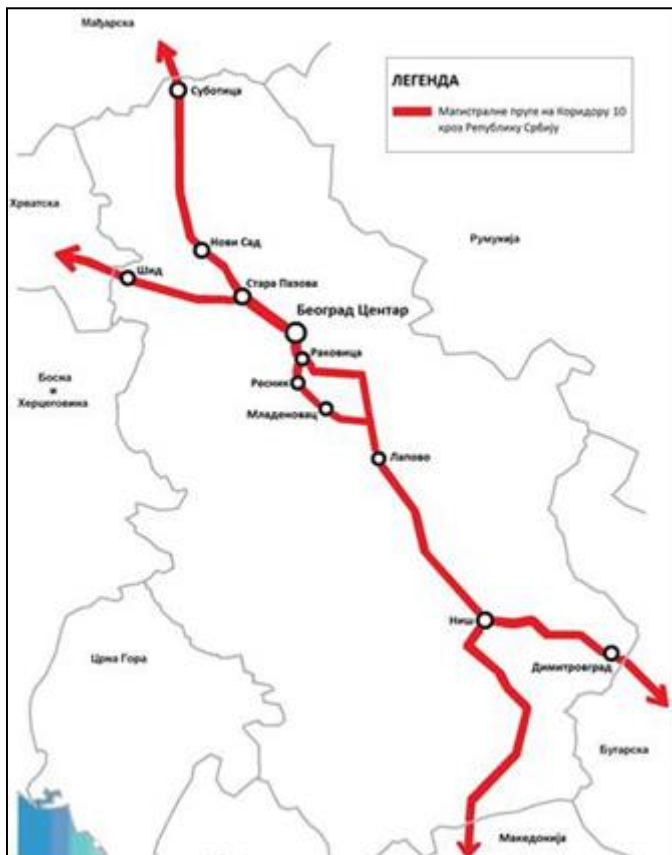 Мађарска
ЛЕГЕНДА
Магистралне пруге на Коридору 10
кроз Републику Србију
Суботица
Хрватска
Нови Сад
Румунија
Шид
Стара Пазова
Београд Центар
Раковица
Босна
и
Херцеговина
Ресник
Младеновац
Лапово
Ниш
Црна Гора
Димитровград
Бугарска
Македонија